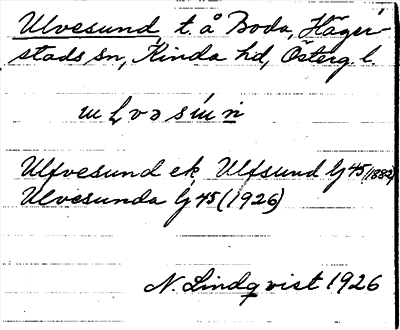 Ulvesund, t. å Boda, Häger-
stads sn, Kinda hd, Österg. l.
Ulfvesund ek, Ulfsund Gj 45 (1882)
Ulvesunda Gj 45 (1926)
N. Lindqvist 1926